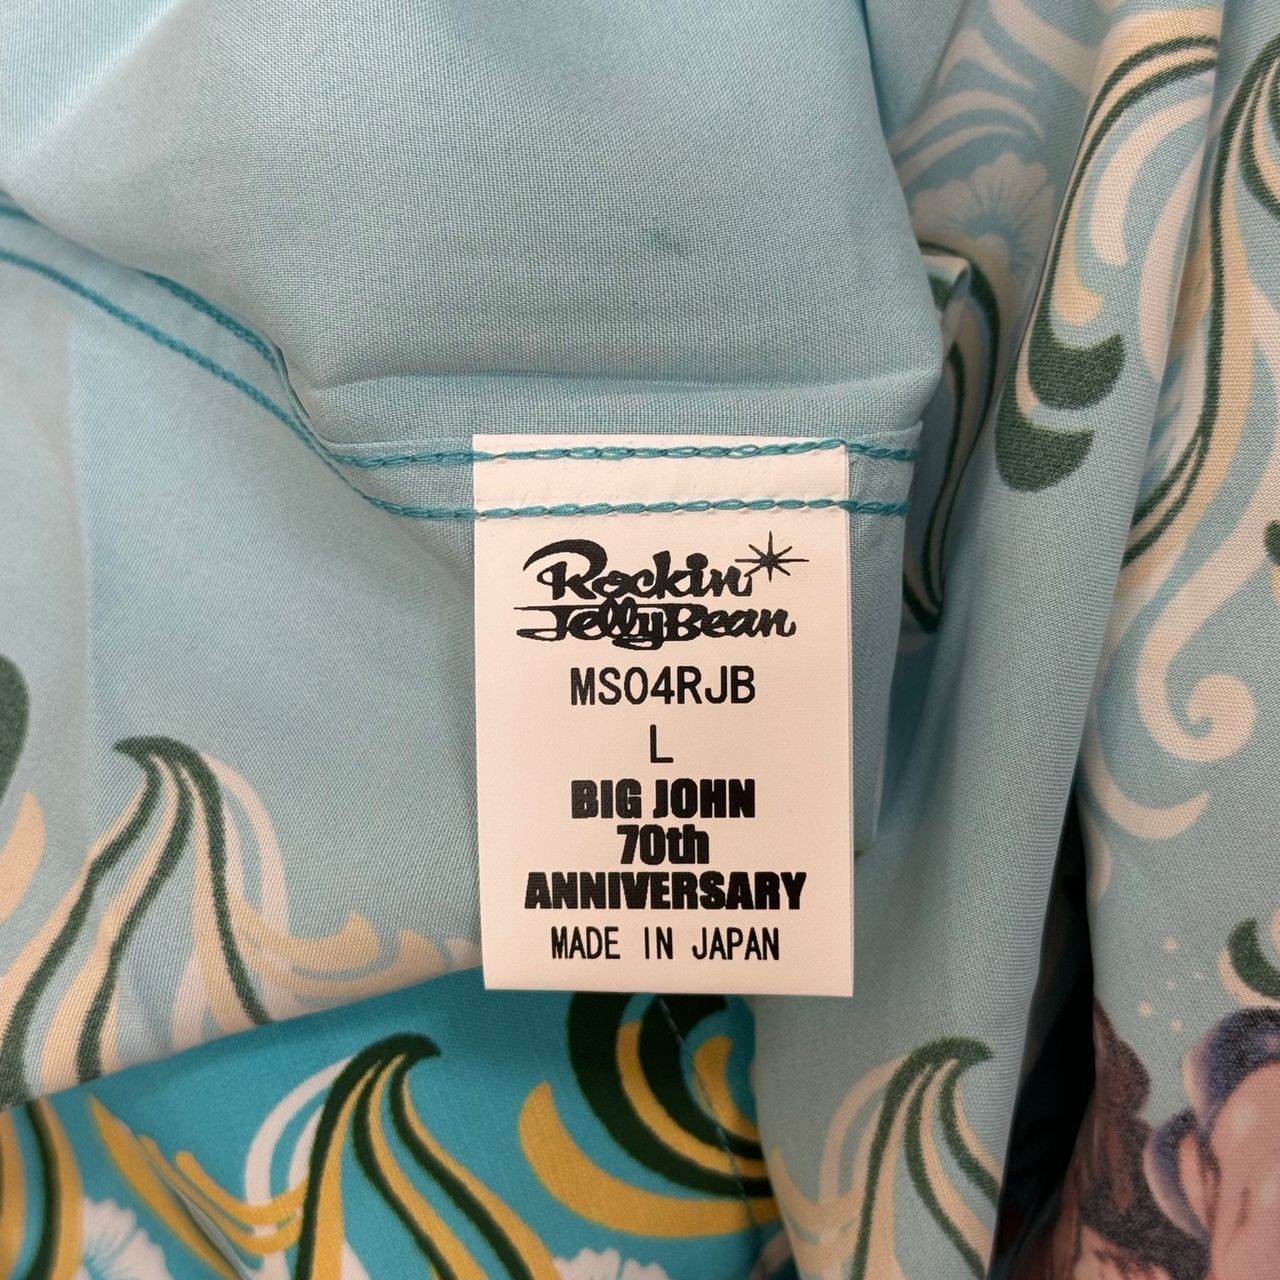 Rockin
JellyBean
MS04RJB
L
BIG JOHN
70th
ANNIVERSARY
MADE IN JAPAN